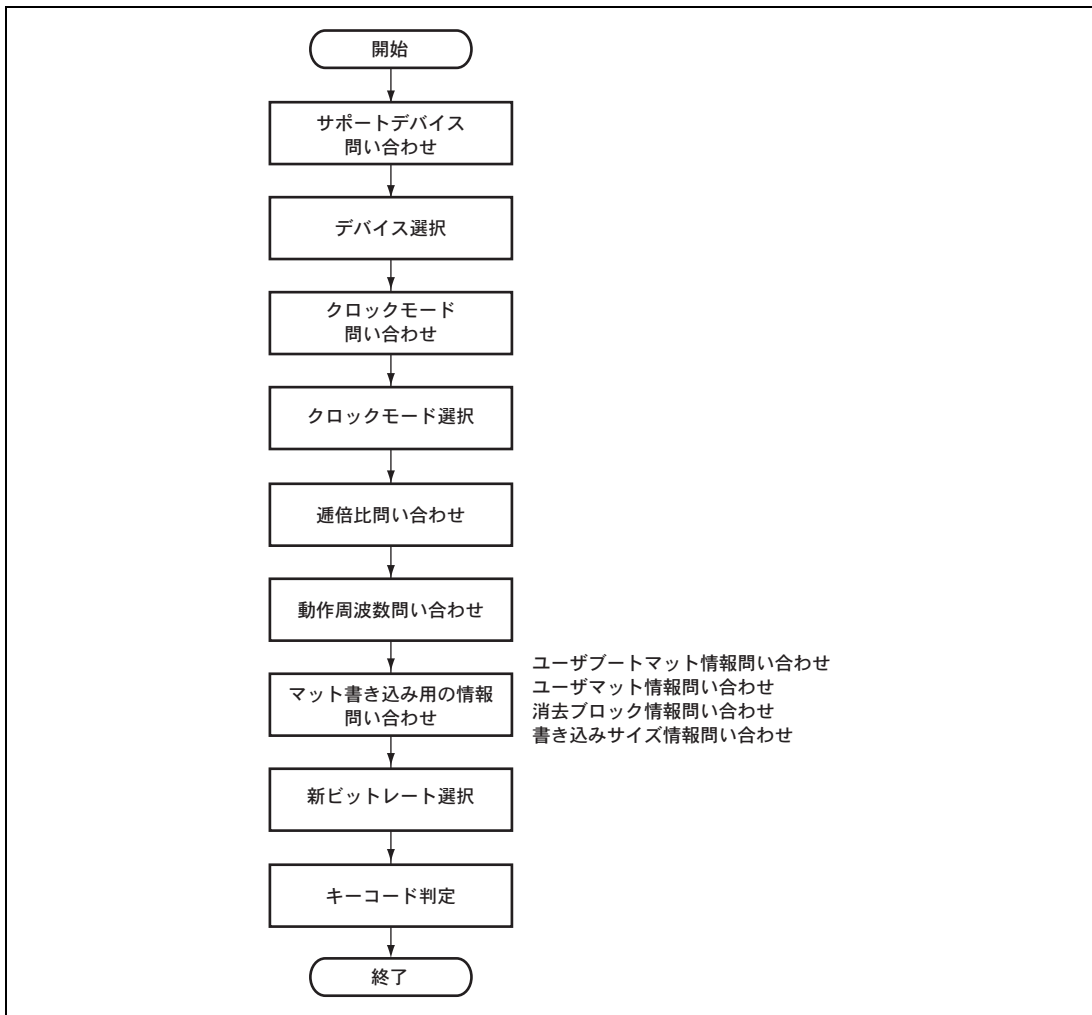 開始
サポートデバイス
問い合わせ
デバイス選択
クロックモード
問い合わせ
クロックモード選択
逓倍比問い合わせ
動作周波数問い合わせ
マット書き込み用の情報
問い合わせ
ユーザブートマット情報問い合わせ
ユーザマット情報問い合わせ
消去ブロック情報問い合わせ
書き込みサイズ情報問い合わせ
新ビットレート選択
キーコード判定
終了